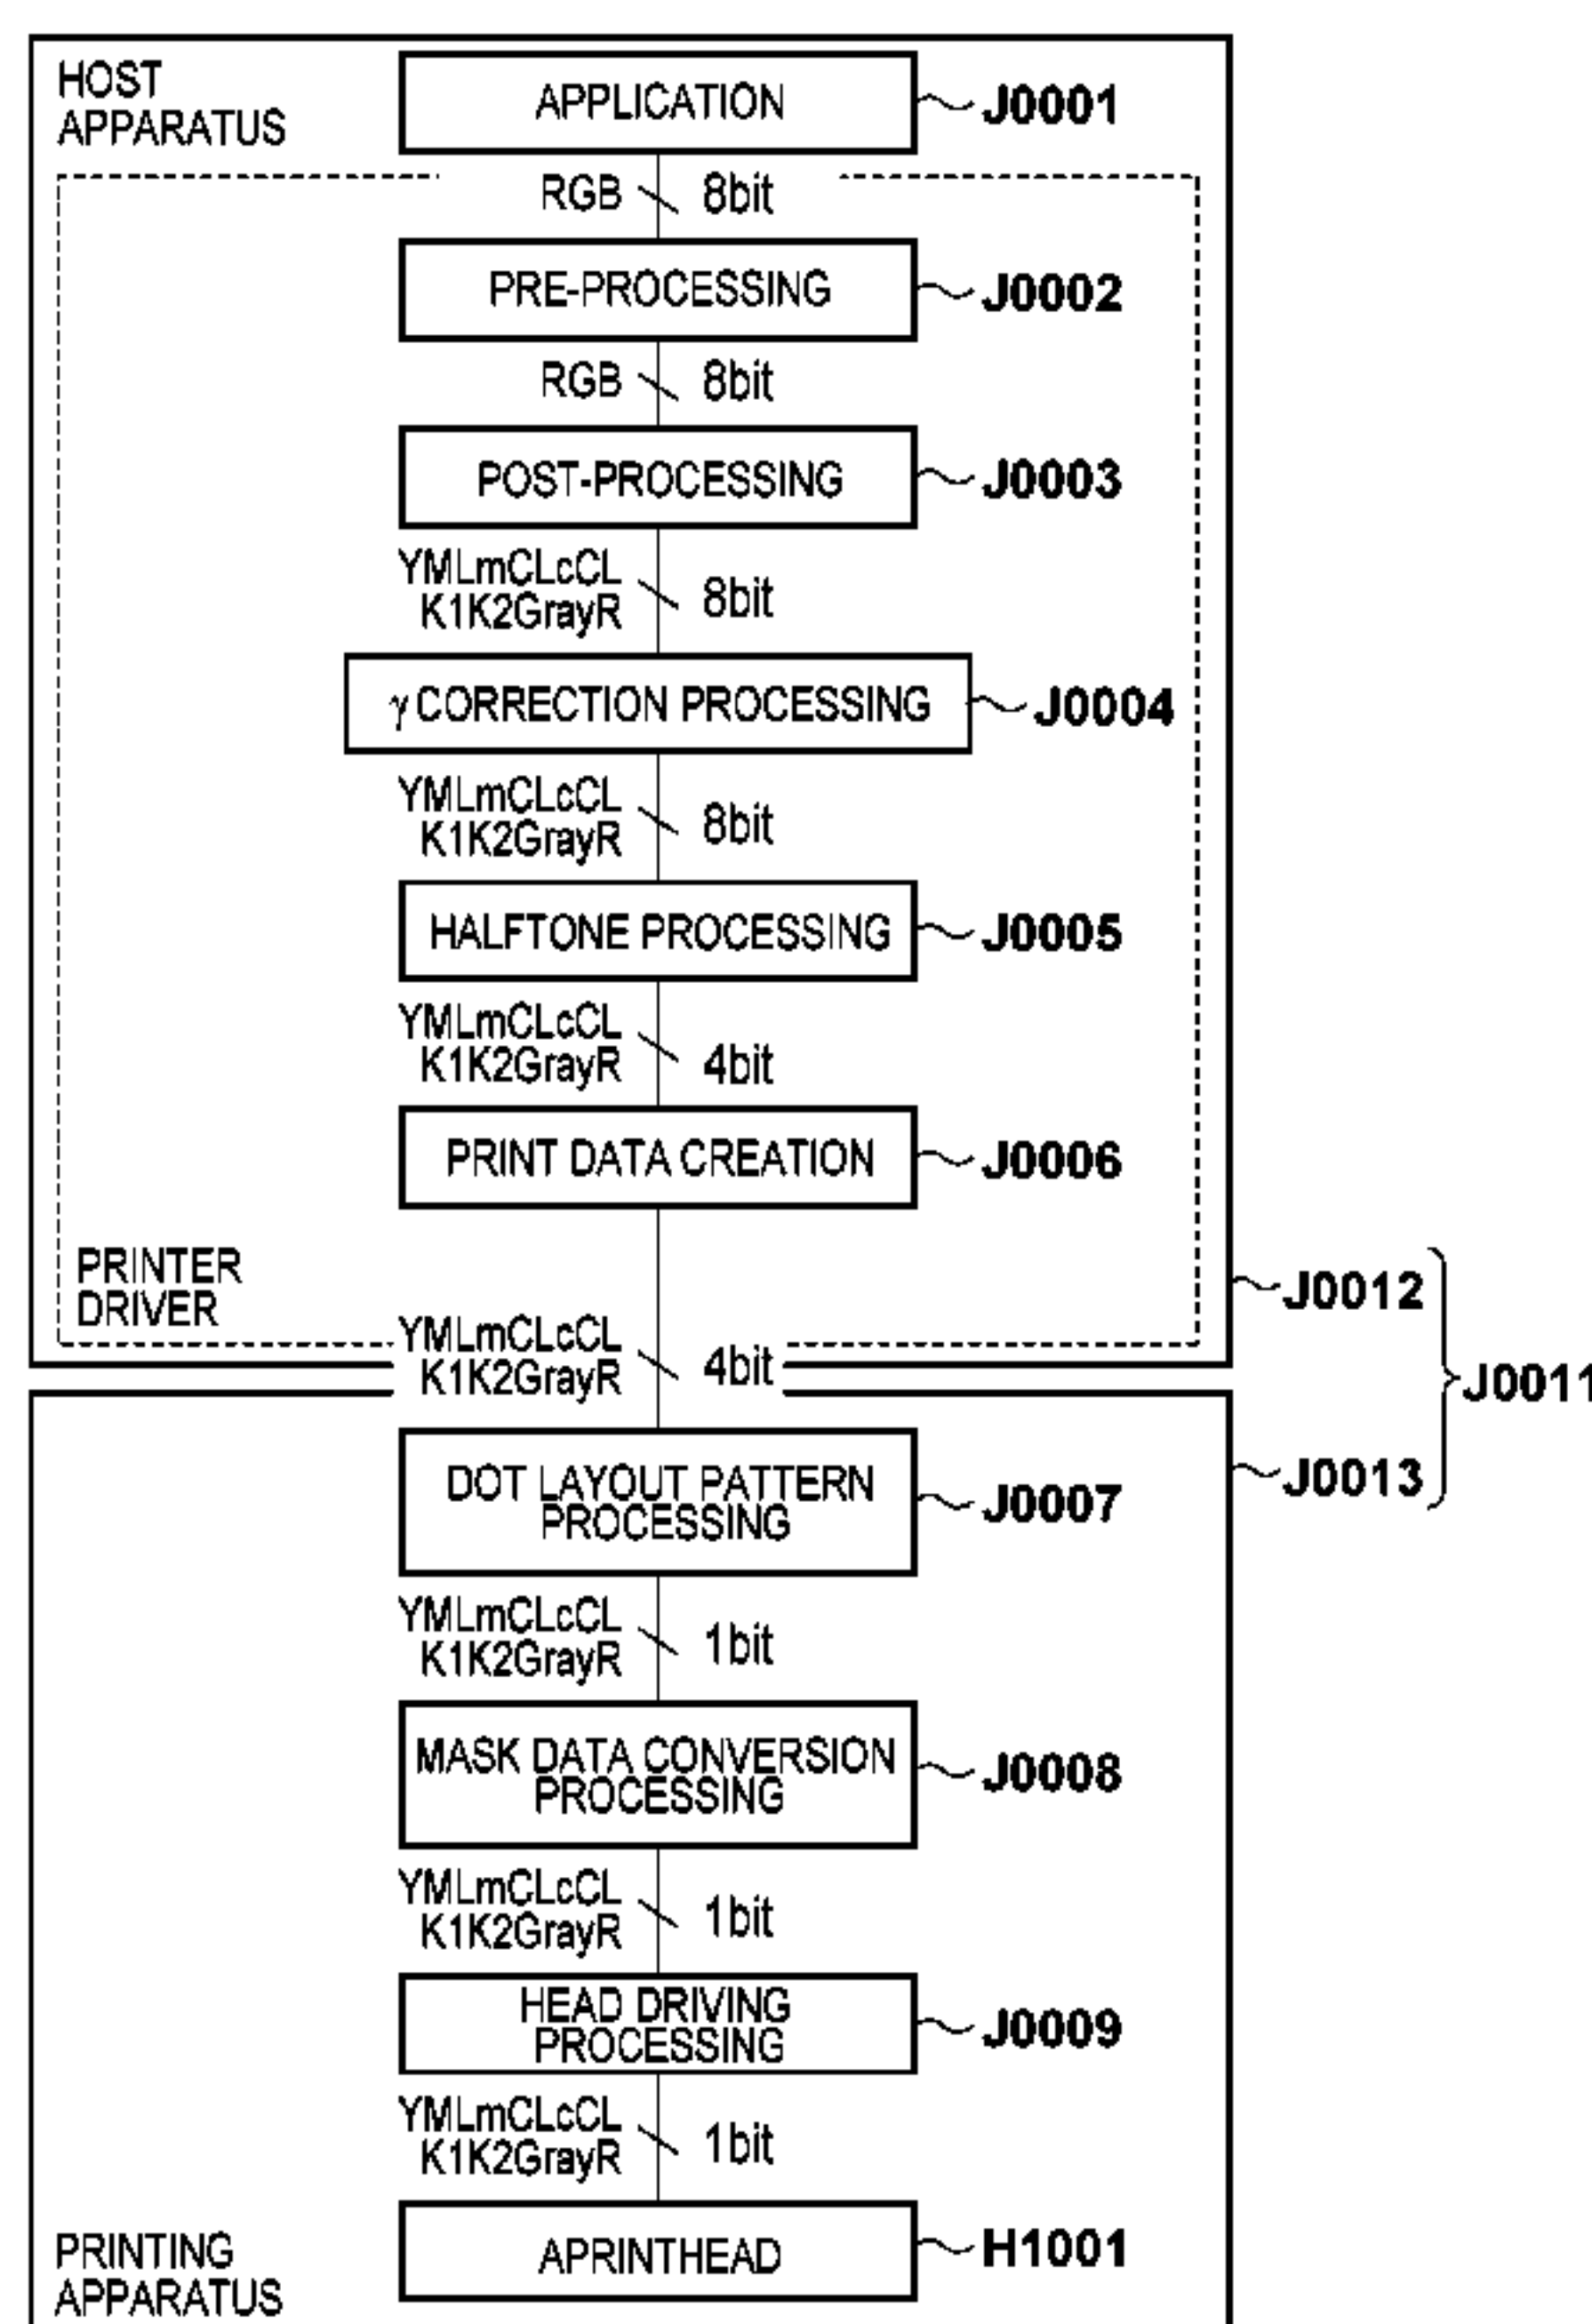 HOST
APPARATUS
APPLICATION
J0001
RGB
8bit
PRE-PROCESSING
J0002
RGB
8bit
POST-PROCESSING
J0003
YMLmCLcCL
K1K2GrayR
8bit
γ CORRECTION PROCESSING
J0004
YMLmCLcCL
K1K2GrayR
8bit
HALFTONE PROCESSING
J0005
YMLmCLcCL
K1K2GrayR
4bit
PRINT DATA CREATION
J0006
PRINTER
DRIVER
J0012
YMLmCLcCL
K1K2GrayR
4bit
J0011
DOT LAYOUT PATTERN
PROCESSING
J0007
J0013
YMLmCLcCL
K1K2GrayR
1bit
MASK DATA CONVERSION
PROCESSING
J0008
YMLmCLcCL
K1K2GrayR
1bit
HEAD DRIVING
PROCESSING
J0009
YMLmCLcCL
K1K2GrayR
1bit
APRINTHEAD
H1001
PRINTING
APPARATUS